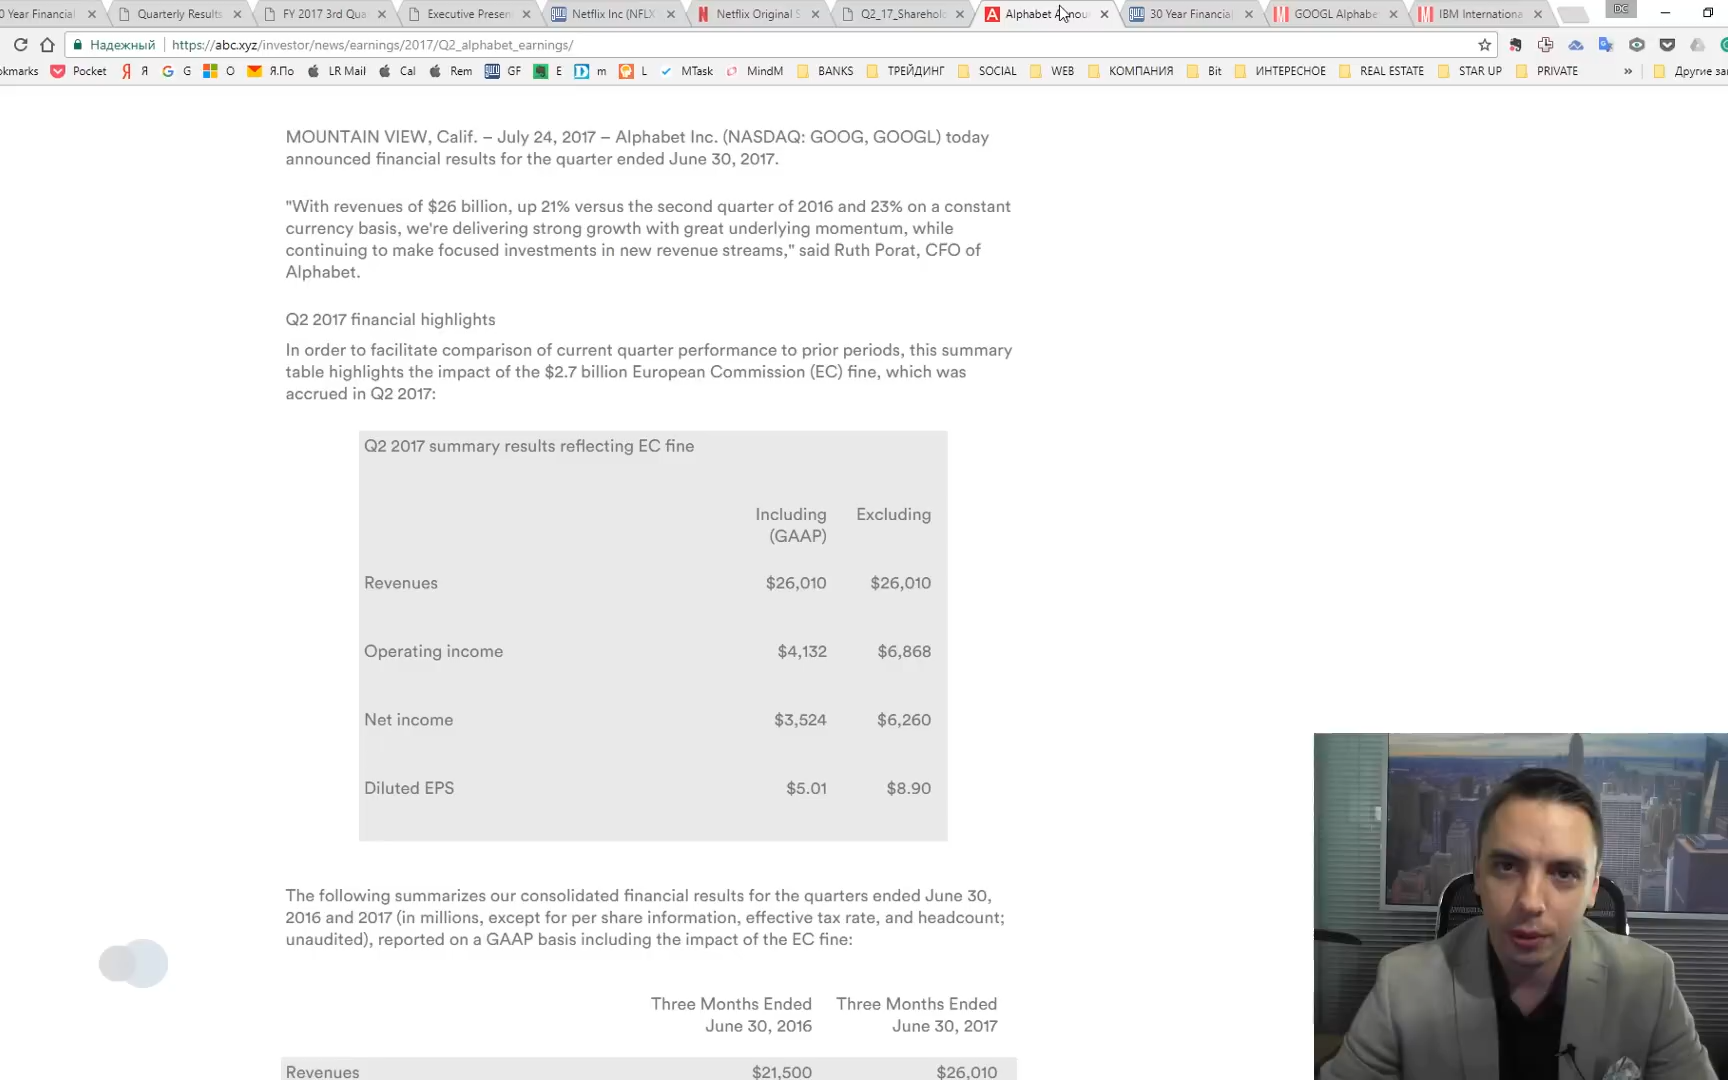 0 Year Financial
Quarterly Results
FY 2017 3rd Qua
Executive Presen
Netflix Inc (NFLX
Netflix Original S
Q2_17_Sharehol
Alphabet Annou
30 Year Financia
GOOGL Alphabe
IBM Internationa
DC
Надежный
https://abc.xyz/investor/news/earnings/2017/Q2_alphabet_earnings/
okmarks
Pocket
Я
G
O
Я.По
LR Mail
Cal
Rem
GF
E
m
L
MTask
MindM
BANKS
ТРЕЙДИНГ
SOCIAL
WEB
КОМПАНИЯ
Bit
ИНТЕРЕСНОЕ
REAL ESTATE
STAR UP
PRIVATE
»
Другие за
MOUNTAIN VIEW, Calif. – July 24, 2017 – Alphabet Inc. (NASDAQ: GOOG, GOOGL) today
announced financial results for the quarter ended June 30, 2017.
"With revenues of $26 billion, up 21% versus the second quarter of 2016 and 23% on a constant
currency basis, we're delivering strong growth with great underlying momentum, while
continuing to make focused investments in new revenue streams," said Ruth Porat, CFO of
Alphabet.
Q2 2017 financial highlights
In order to facilitate comparison of current quarter performance to prior periods, this summary
table highlights the impact of the $2.7 billion European Commission (EC) fine, which was
accrued in Q2 2017:
Q2 2017 summary results reflecting EC fine
Including Excluding
(GAAP)
Revenues $26,010 $26,010
Operating income $4,132 $6,868
Net income $3,524 $6,260
Diluted EPS $5.01 $8.90
The following summarizes our consolidated financial results for the quarters ended June 30,
2016 and 2017 (in millions, except for per share information, effective tax rate, and headcount;
unaudited), reported on a GAAP basis including the impact of the EC fine:
Three Months Ended Three Months Ended
June 30, 2016 June 30, 2017
Revenues $21,500 $26,010